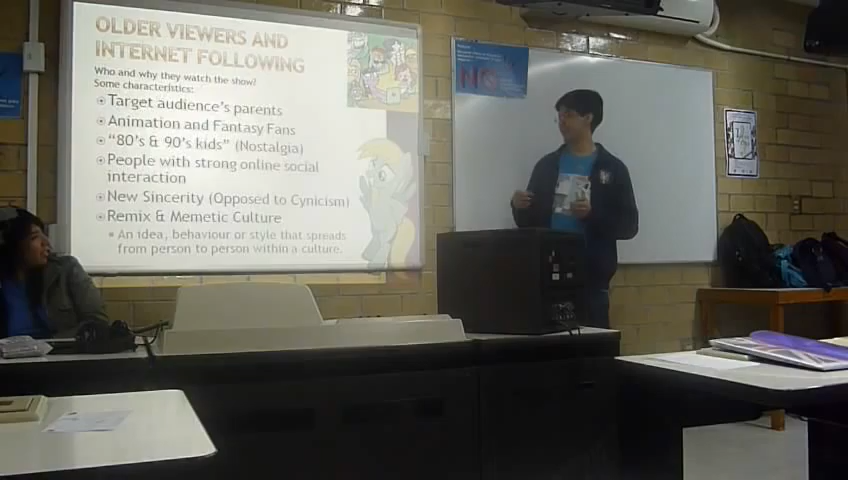 OLDER VIEWERS AND
INTERNET FOLLOWING
Who and why they watch the show?
Some characteristics:
Target audience's parents
Animation and Fantasy Fans
"80's & 90's kids" (Nostalgia)
People with strong online social
interaction
New Sincerity (Opposed to Cynicism)
Remix & Memetic Culture
An idea, behaviour or style that spreads
from person to person within a culture.
NO